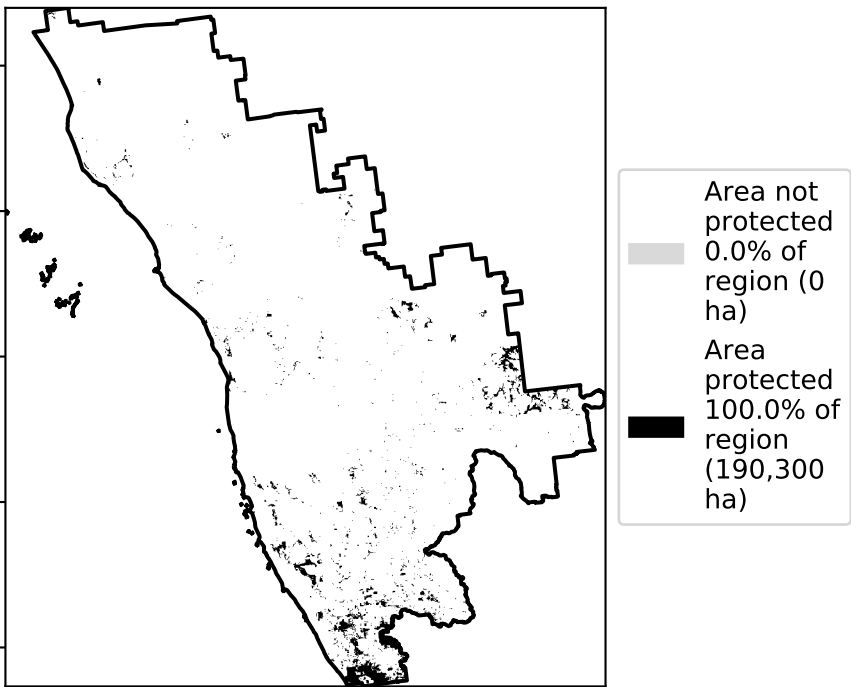 Area not
protected
0.0% of
region (0
ha)
Area
protected
100.0% of
region
(190,300
ha)